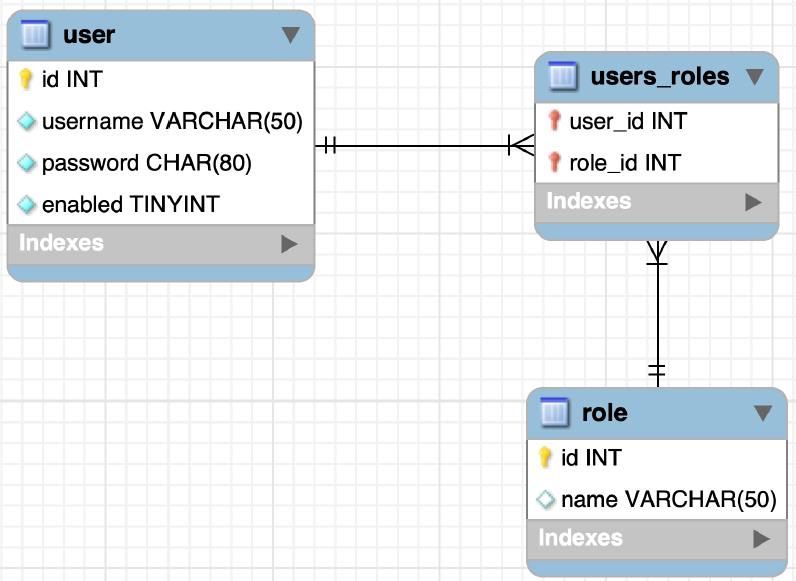 user
id INT
username VARCHAR(50)
password CHAR(80)
enabled TINYINT
Indexes
users_roles
user_id INT
role_id INT
Indexes
role
id INT
name VARCHAR(50)
Indexes